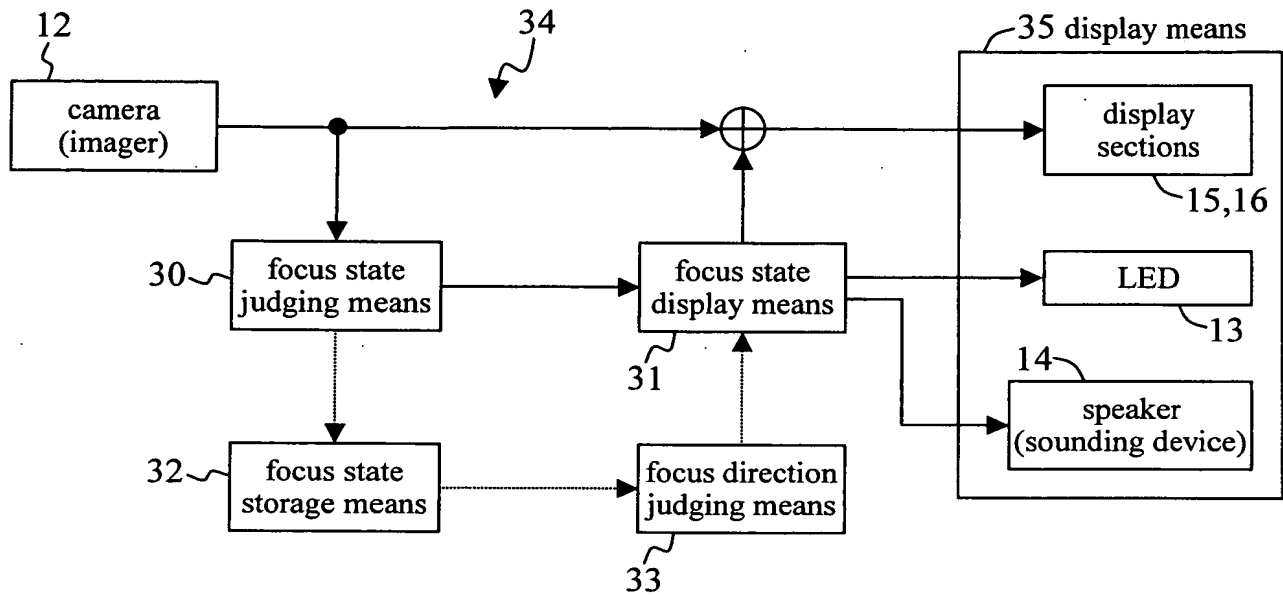 12
34
35 display means
camera
(imager)
display
sections
15,16
30
focus state
judging means
focus state
display means
31
LED
13
14
speaker
(sounding device)
32
focus state
storage means
focus direction
judging means
33